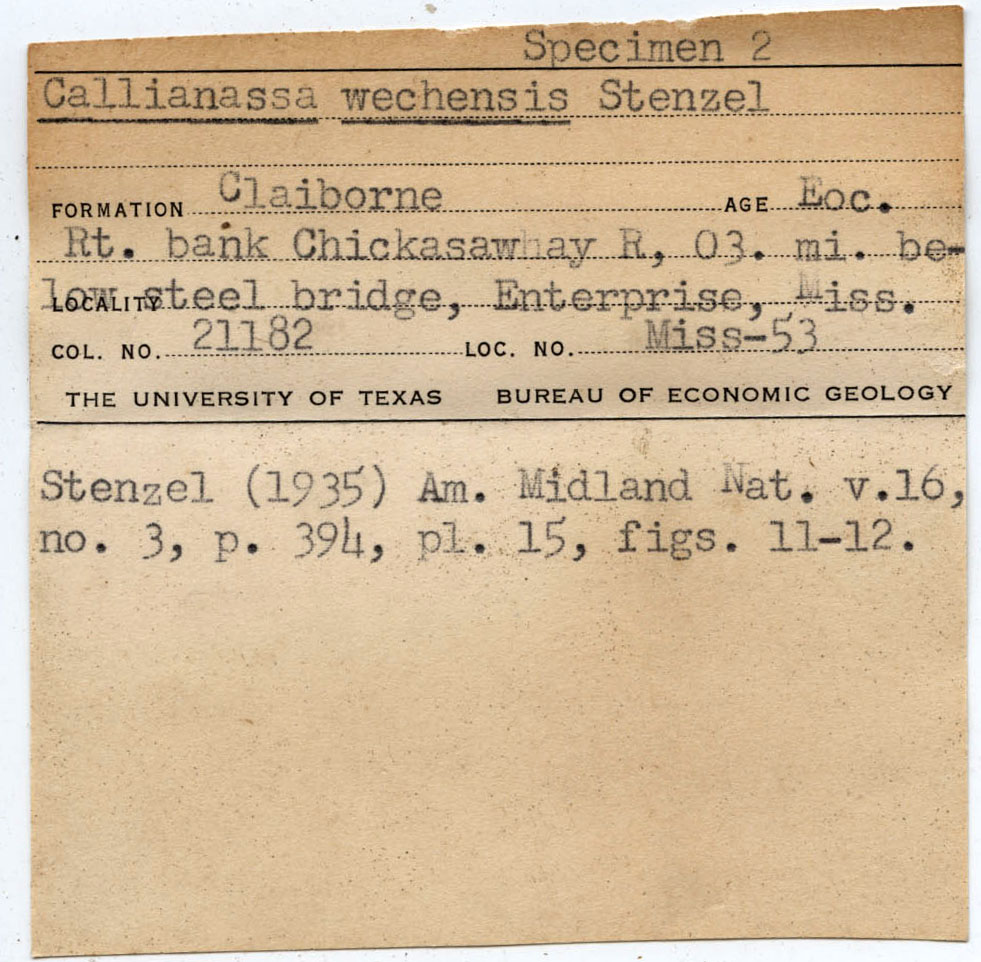 Specimen 2
Callianassa wechensis Stenzel
FORMATION Claiborne AGE Eoc.
Rt. bank Chickasawhay R, 03. mi. be-
LOCALITY low steel bridge, Enterprise, Miss.
COL. NO. 21182 LOC. NO. Miss-53
THE UNIVERSITY OF TEXAS BUREAU OF ECONOMIC GEOLOGY
Stenzel (1935) Am. Midland Nat. v.16,
no. 3, p. 394, pl. 15, figs. 11-12.